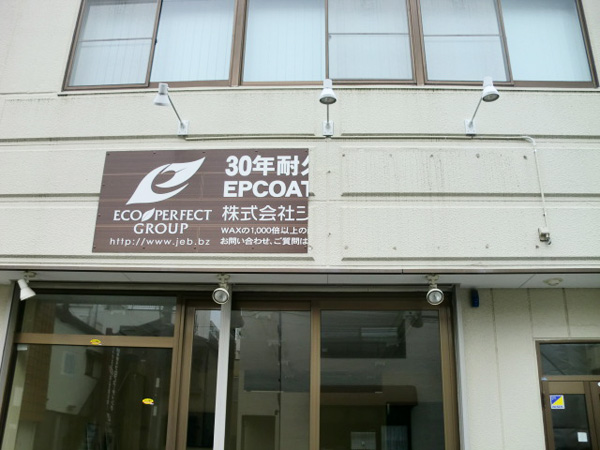 ECO PERFECT
GROUP
http://www.jeb.bz
30年耐久
EPCOAT
株式会社ジ
WAXの1,000倍以上の
お問い合わせ、ご質問は